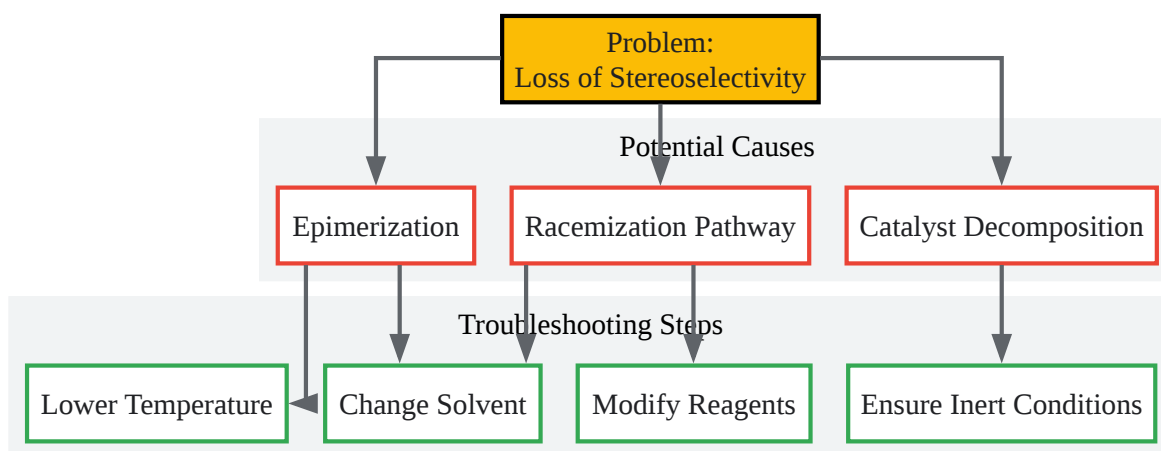 Problem:
Loss of Stereoselectivity
Potential Causes
Epimerization
Racemization Pathway
Catalyst Decomposition
Troubleshooting Steps
Lower Temperature
Change Solvent
Modify Reagents
Ensure Inert Conditions